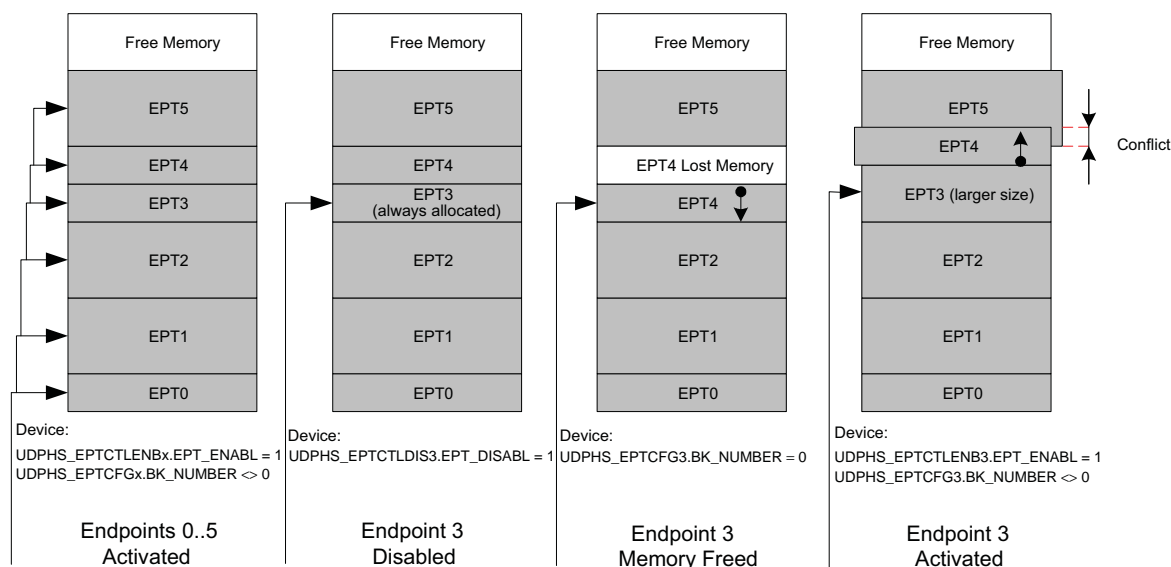 Free Memory
EPT5
EPT4
EPT3
EPT2
EPT1
EPT0
Device:
UDPHS_EPTCTLENBx.EPT_ENABL = 1
UDPHS_EPTCFGx.BK_NUMBER <> 0
Endpoints 0..5
Activated
Free Memory
EPT5
EPT4
EPT3
(always allocated)
EPT2
EPT1
EPT0
Device:
UDPHS_EPTCTLDIS3.EPT_DISABL = 1
Endpoint 3
Disabled
Free Memory
EPT5
EPT4 Lost Memory
EPT4
EPT2
EPT1
EPT0
Device:
UDPHS_EPTCFG3.BK_NUMBER = 0
Endpoint 3
Memory Freed
Free Memory
EPT5
EPT4
Conflict
EPT3 (larger size)
EPT2
EPT1
EPT0
Device:
UDPHS_EPTCTLENB3.EPT_ENABL = 1
UDPHS_EPTCFG3.BK_NUMBER <> 0
Endpoint 3
Activated